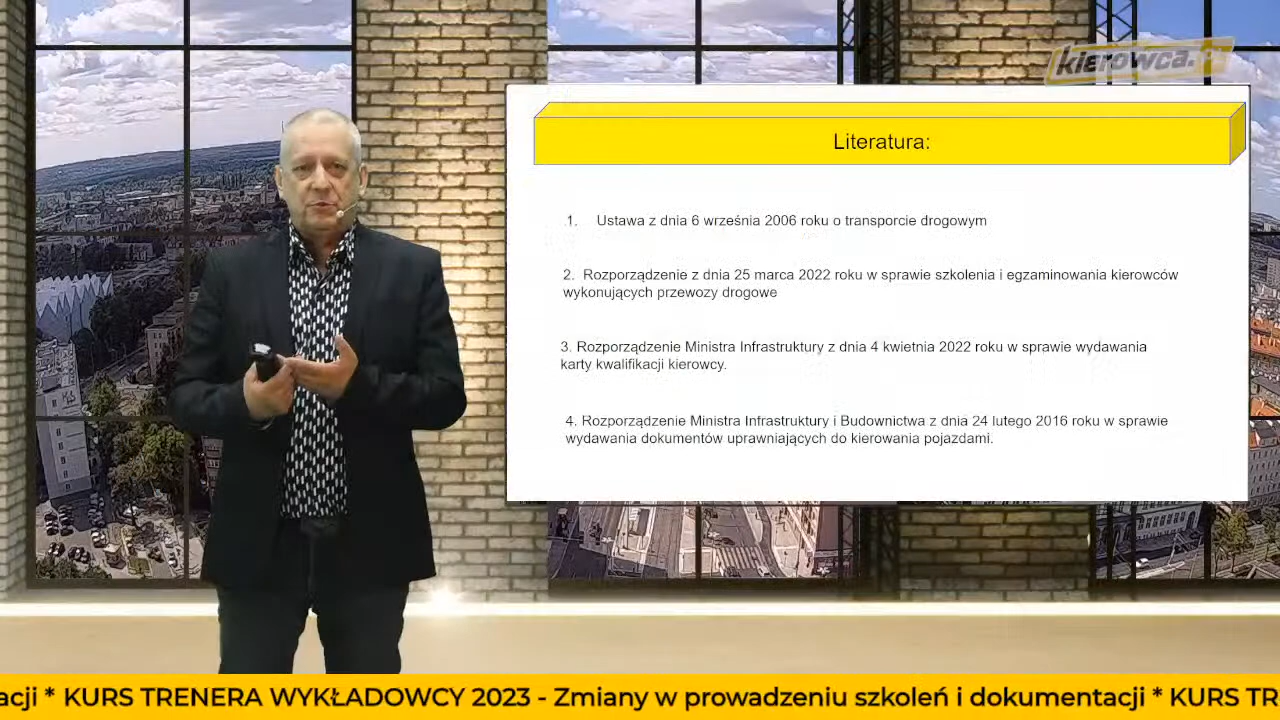 kierowca.
Literatura:
1. Ustawa z dnia 6 września 2006 roku o transporcie drogowym
2. Rozporządzenie z dnia 25 marca 2022 roku w sprawie szkolenia i egzaminowania kierowców
wykonujących przewozy drogowe
3. Rozporządzenie Ministra Infrastruktury z dnia 4 kwietnia 2022 roku w sprawie wydawania
karty kwalifikacji kierowcy.
4. Rozporządzenie Ministra Infrastruktury i Budownictwa z dnia 24 lutego 2016 roku w sprawie
wydawania dokumentów uprawniających do kierowania pojazdami.
acji * KURS TRENERA WYKŁADOWCY 2023 - Zmiany w prowadzeniu szkoleń i dokumentacji * KURS TR